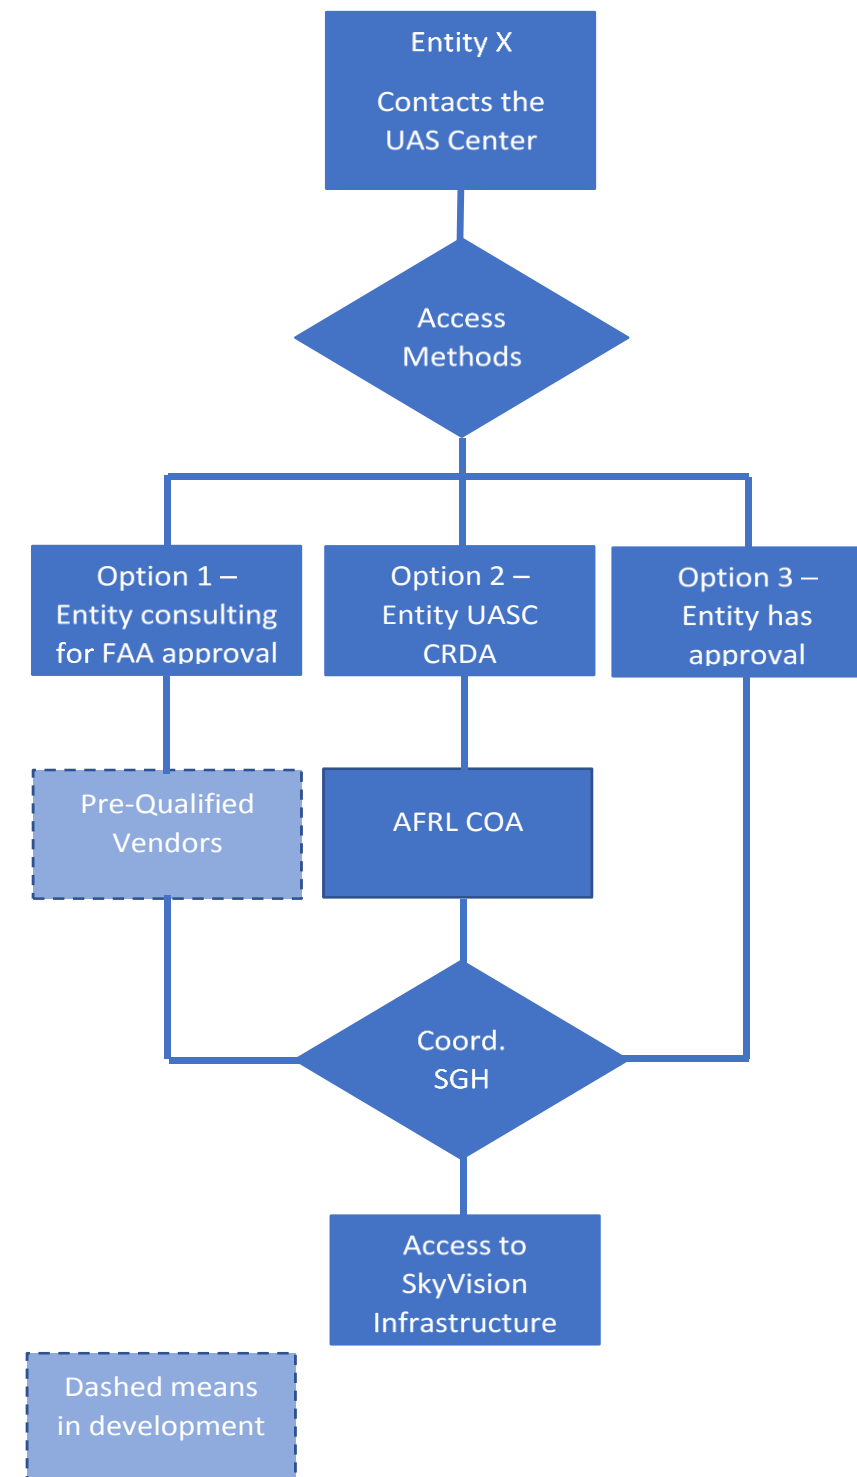 Entity X
Contacts the
UAS Center
Access
Methods
Option 1 –
Entity consulting
for FAA approval
Option 2 –
Entity UASC
CRDA
Option 3 –
Entity has
approval
Pre-Qualified
Vendors
AFRL COA
Coord.
SGH
Access to
SkyVision
Infrastructure
Dashed means
in development